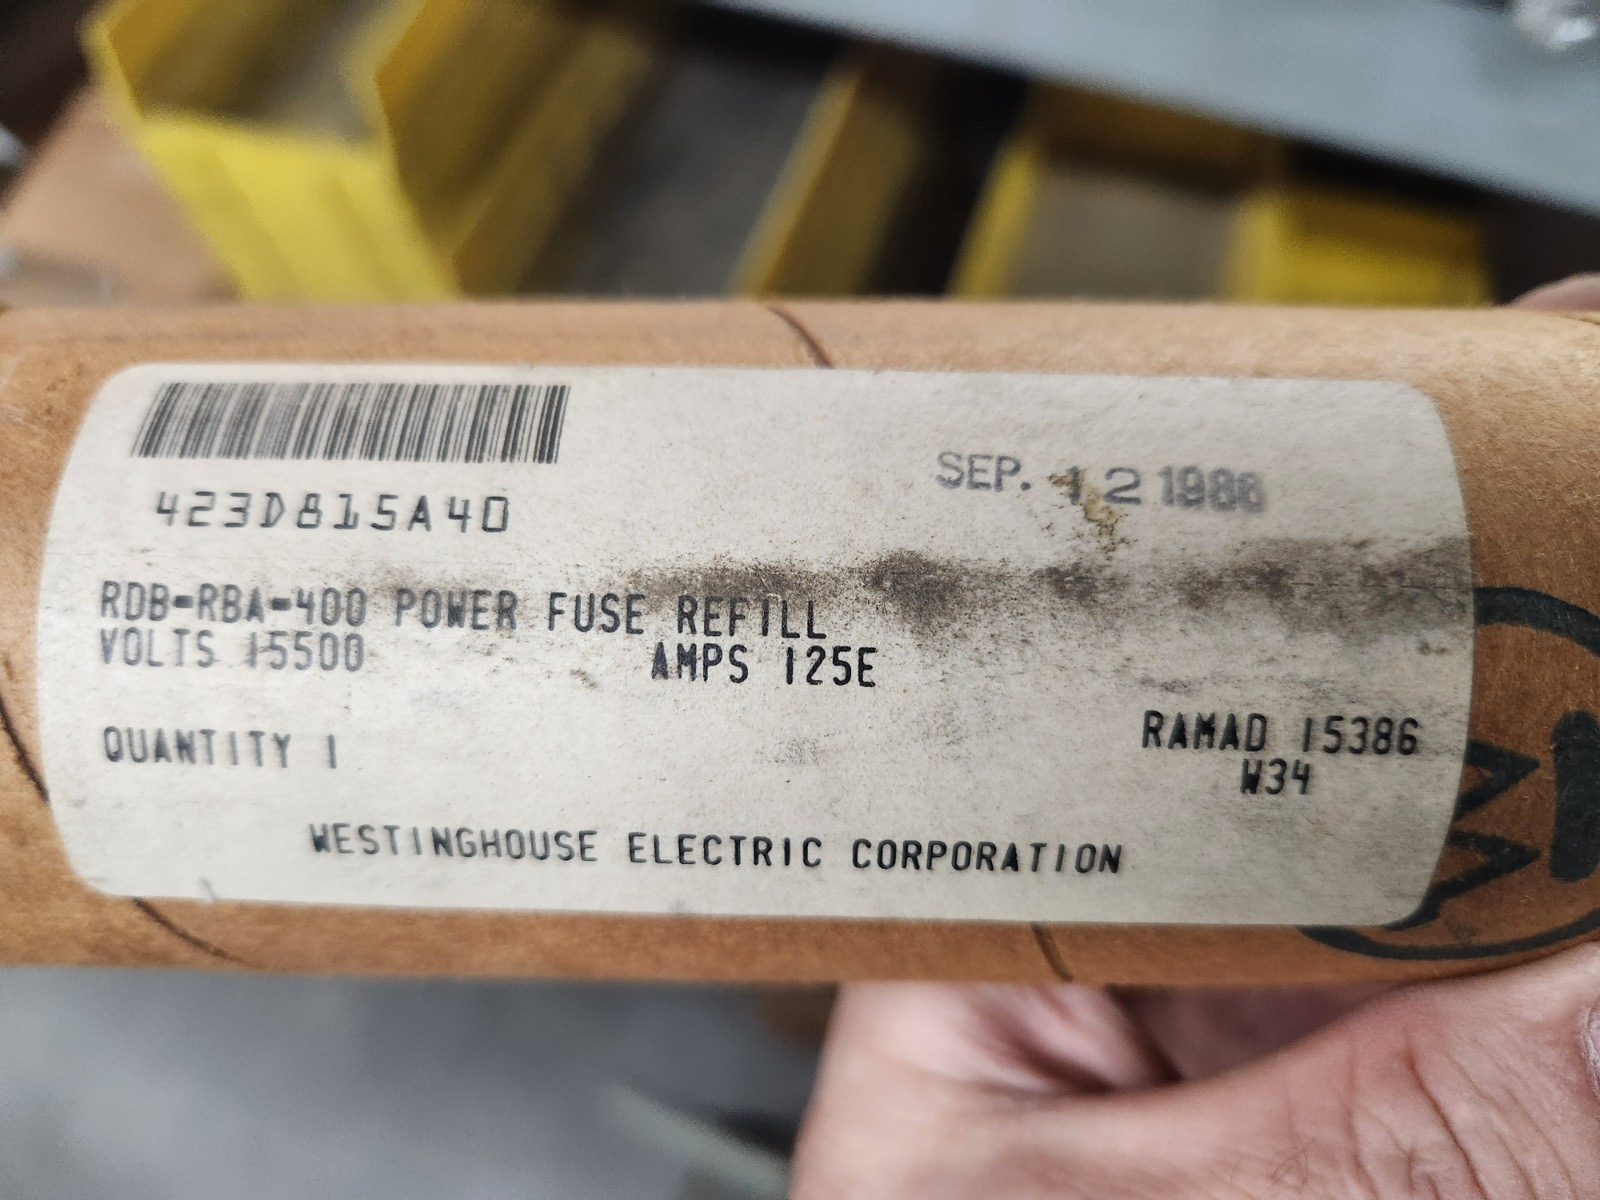 SEP. 12 1986
423D815A40
RDB-RBA-400 POWER FUSE REFILL
VOLTS 15500 AMPS 125E
QUANTITY 1
RAMAD 15386
W34
WESTINGHOUSE ELECTRIC CORPORATION